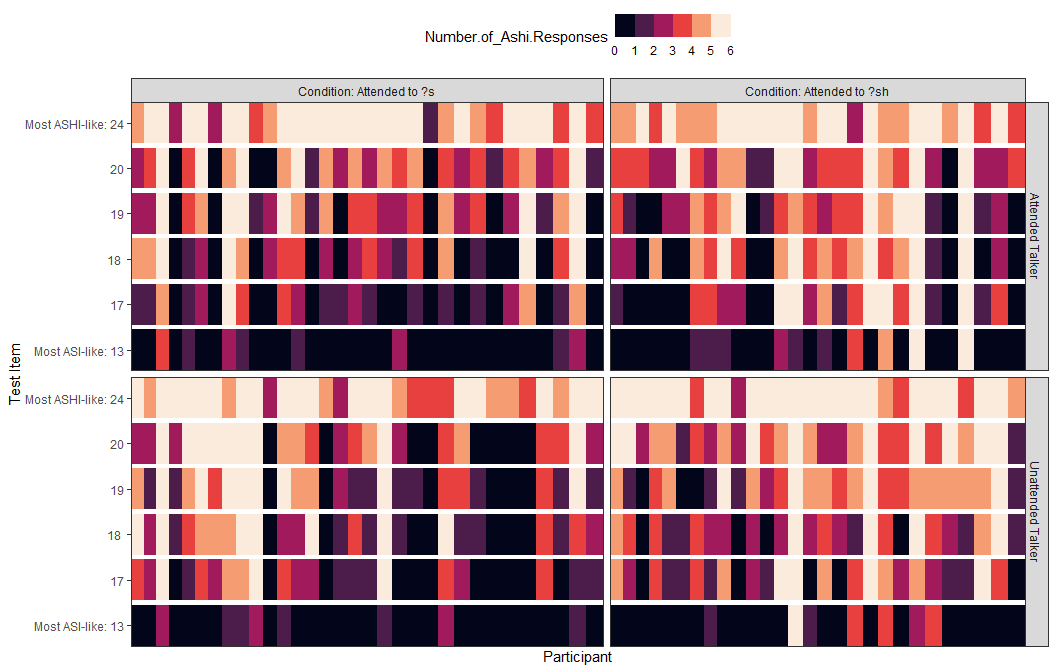 Number.of_Ashi.Responses
0 1 2 3 4 5 6
Condition: Attended to ?s
Condition: Attended to ?sh
Most ASHI-like: 24
20
19
18
17
Most ASI-like: 13
Attended Talker
Test Item
Most ASHI-like: 24
20
19
18
17
Most ASI-like: 13
Unattended Talker
Participant